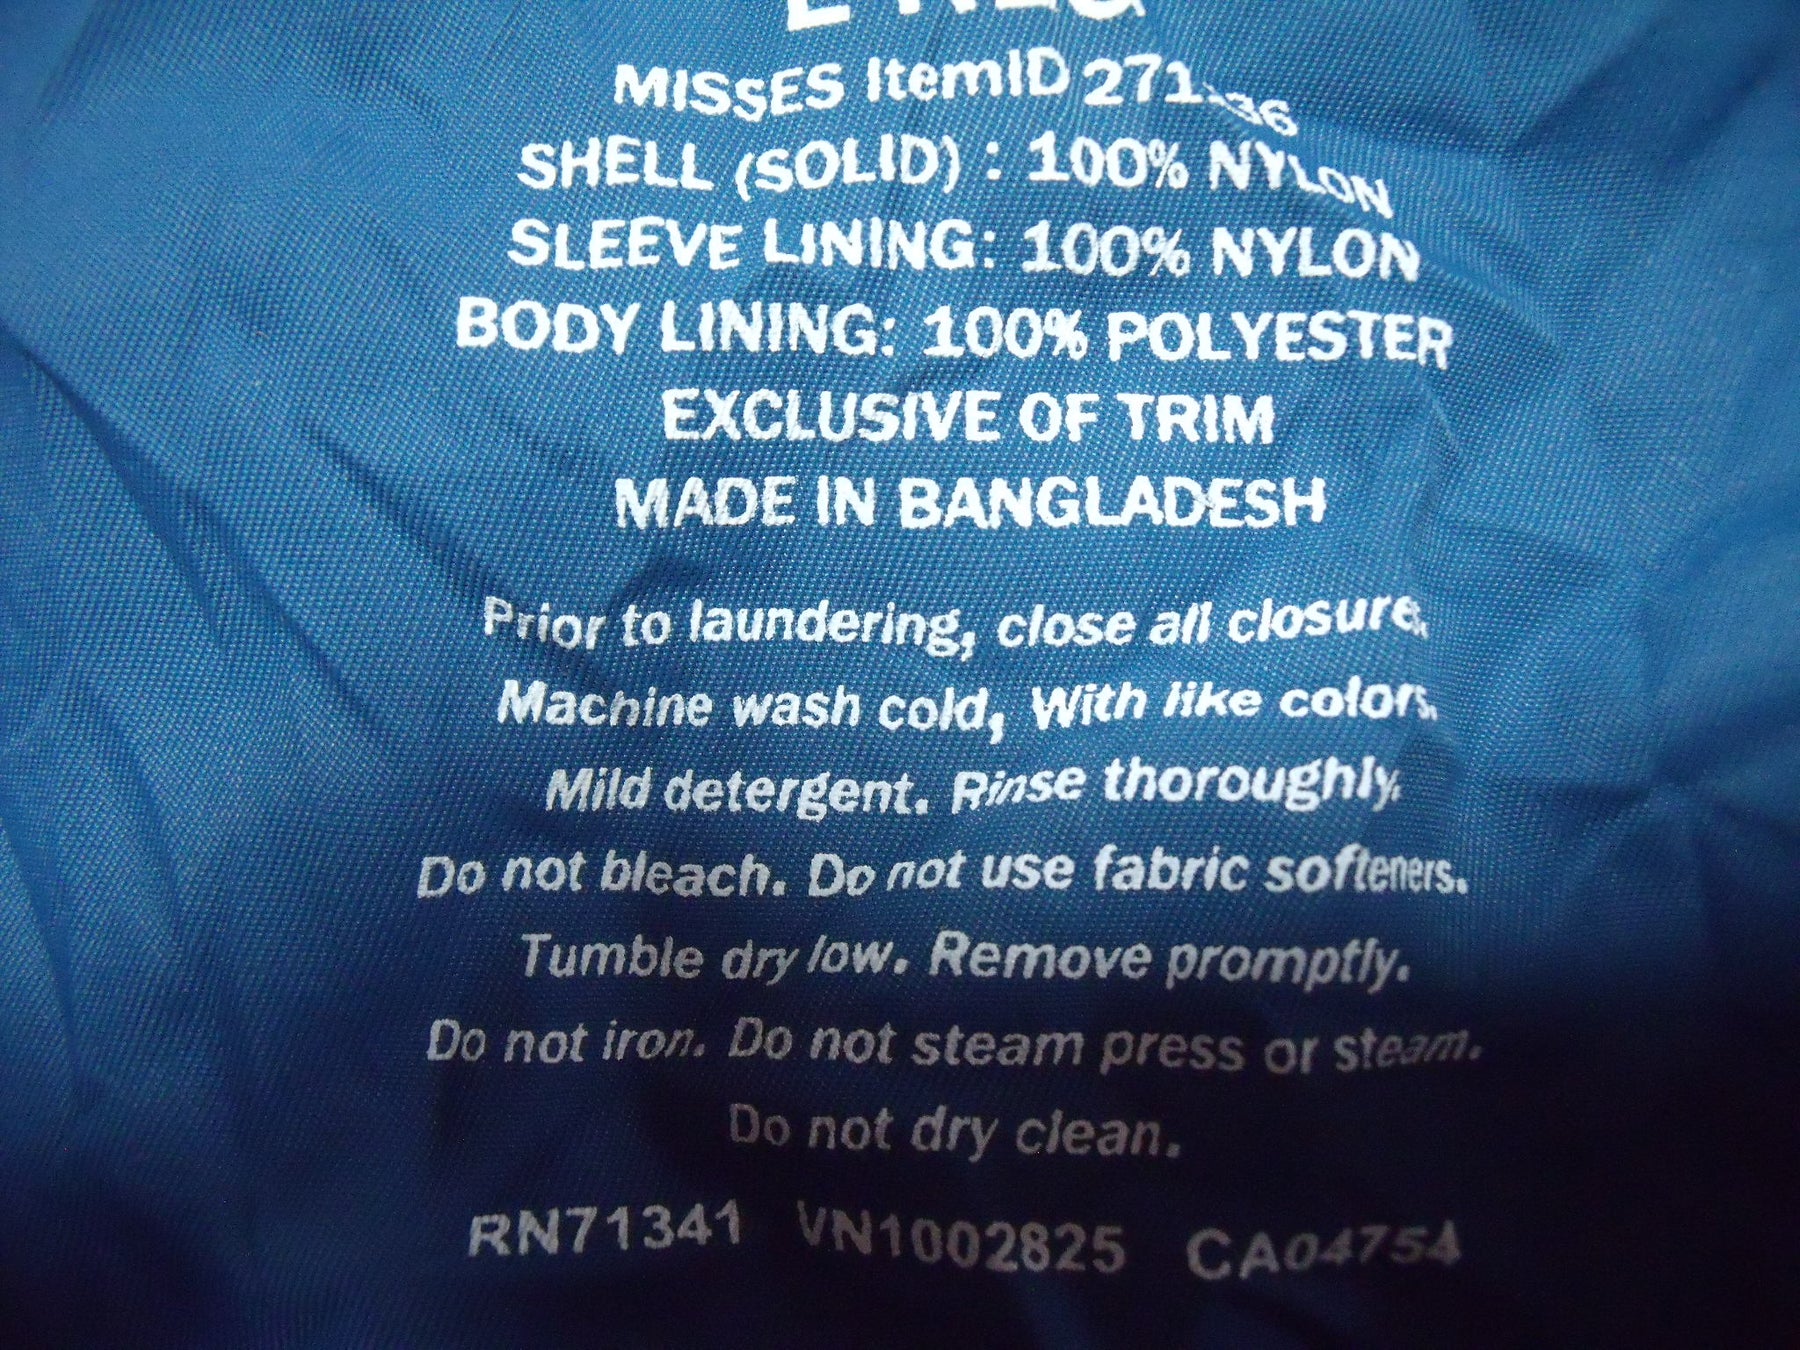 MISSES ItemID
SHELL (SOLID) : 100% NYLON
SLEEVE LINING: 100% NYLON
BODY LINING: 100% POLYESTER
EXCLUSIVE OF TRIM
MADE IN BANGLADESH
Prior to laundering, close all closure.
Machine wash cold, With like colors.
Mild detergent. Rinse thoroughly.
Do not bleach. Do not use fabric softeners.
Tumble dry low. Remove promptly.
Do not iron. Do not steam press or steam.
Do not dry clean.
RN71341 VN1002825 CA04754